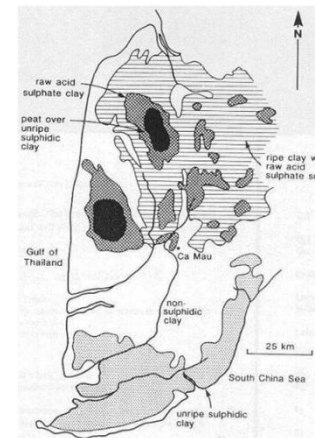 N
raw acid
sulphate clay
peat over
unripe
sulphidic
clay
ripe clay
raw acid
sulphate
Gulf of
Thailand
Ca Mau
non-
sulphidic
clay
25 km
South China Sea
unripe sulphidic
clay